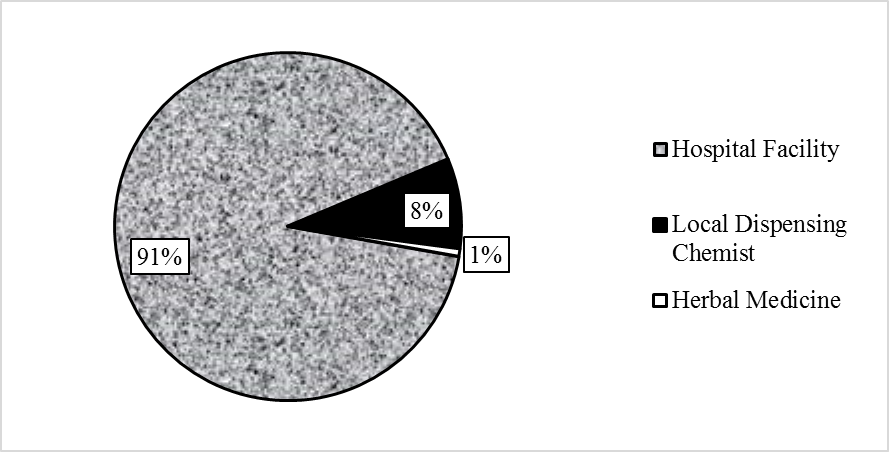 91%
8%
1%
Hospital Facility
Local Dispensing
Chemist
Herbal Medicine